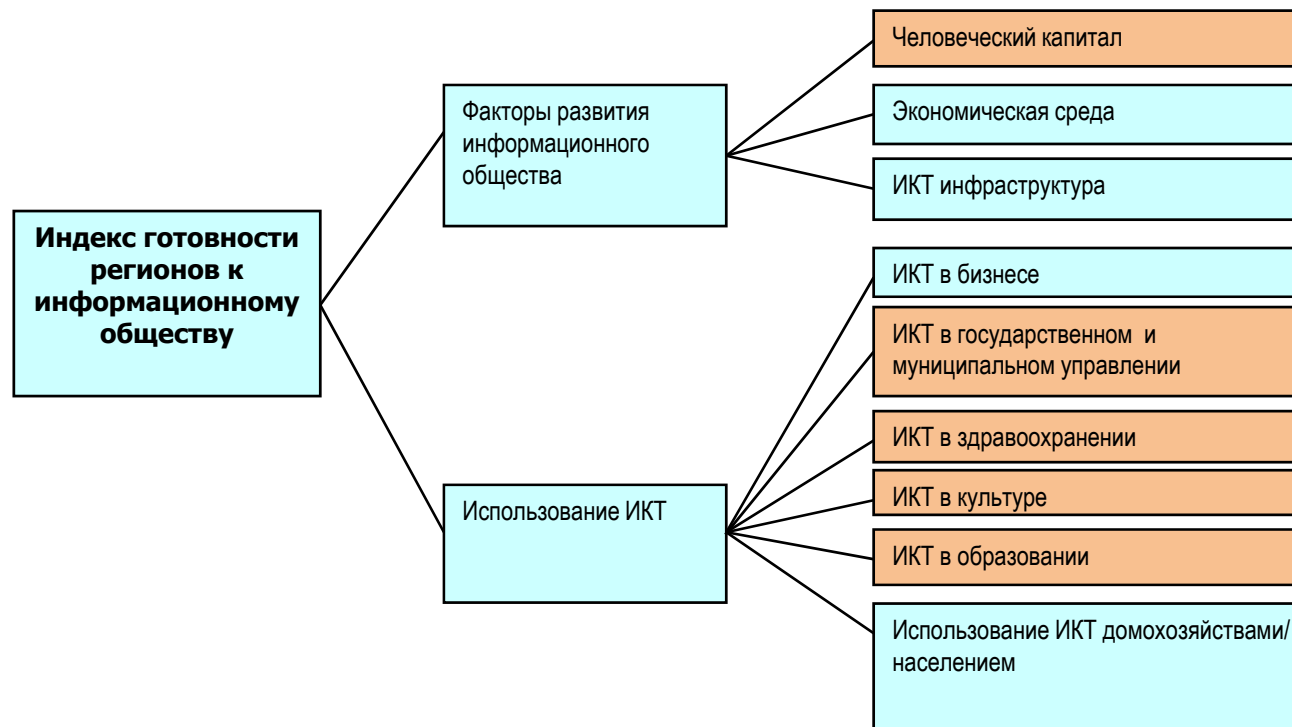 Индекс готовности
регионов к
информационному
обществу
Факторы развития
информационного
общества
Человеческий капитал
Экономическая среда
ИКТ инфраструктура
Использование ИКТ
ИКТ в бизнесе
ИКТ в государственном и
муниципальном управлении
ИКТ в здравоохранении
ИКТ в культуре
ИКТ в образовании
Использование ИКТ домохозяйствами/
населением